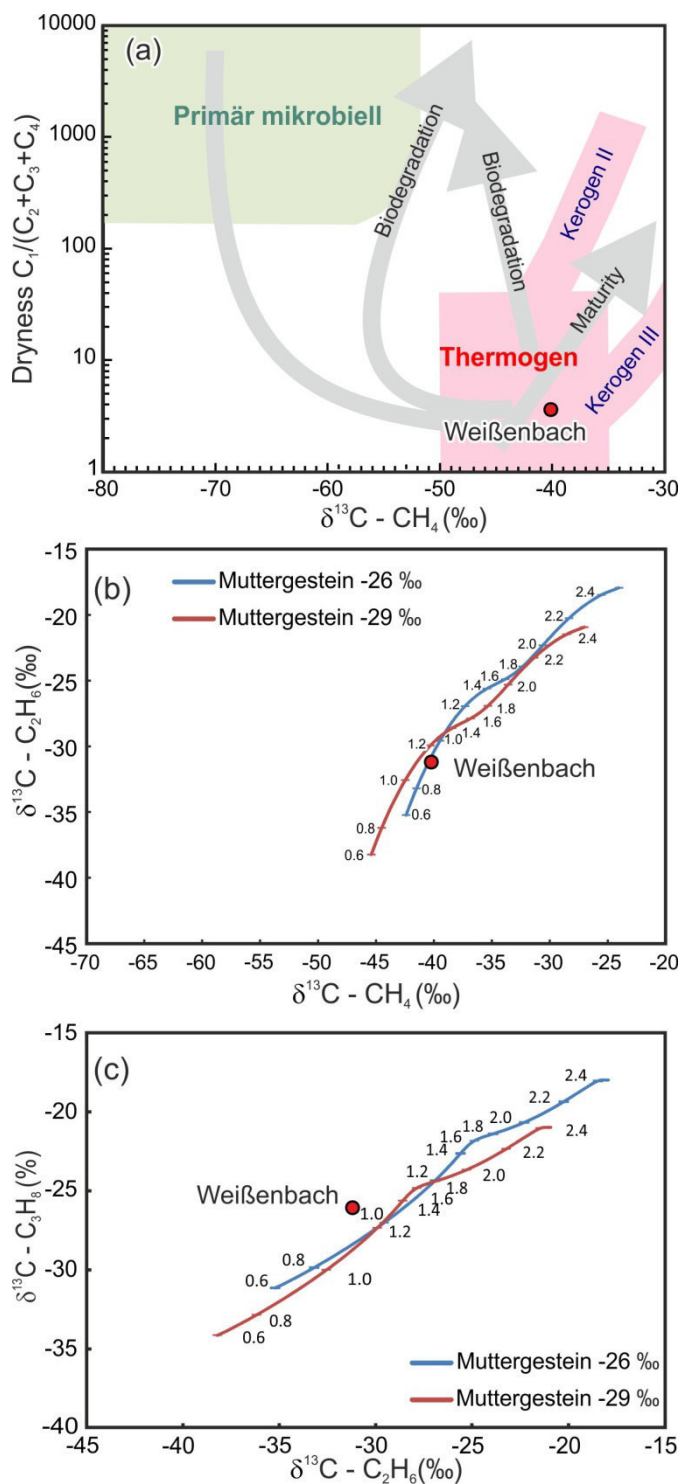 (a)
10000
1000
100
10
1
Dryness C₁/(C₂+C₃+C₄)
Primär mikrobiell
Biodegradation
Biodegradation
Kerogen II
Maturity
Kerogen III
Thermogen
Weißenbach
-80 -70 -60 -50 -40 -30
δ¹³C - CH₄ (‰)
(b)
-15
-20
-25
-30
-35
-40
-45
δ¹³C - C₂H₆ (‰)
Muttergestein -26 ‰
Muttergestein -29 ‰
2.4
2.2
2.0
1.8
1.6
1.4
1.2
1.0
0.8
0.6
2.4
2.2
2.0
1.8
1.6
1.4
1.2
1.0
0.8
0.6
Weißenbach
-70 -65 -60 -55 -50 -45 -40 -35 -30 -25 -20
δ¹³C - CH₄ (‰)
(c)
-15
-20
-25
-30
-35
-40
δ¹³C - C₃H₈ (%)
2.4
2.2
2.0
1.8
1.6
1.4
1.2
1.0
0.8
0.6
2.4
2.2
2.0
1.8
1.6
1.4
1.2
1.0
0.8
0.6
Weißenbach
Muttergestein -26 ‰
Muttergestein -29 ‰
-45 -40 -35 -30 -25 -20 -15
δ¹³C - C₂H₆ (‰)